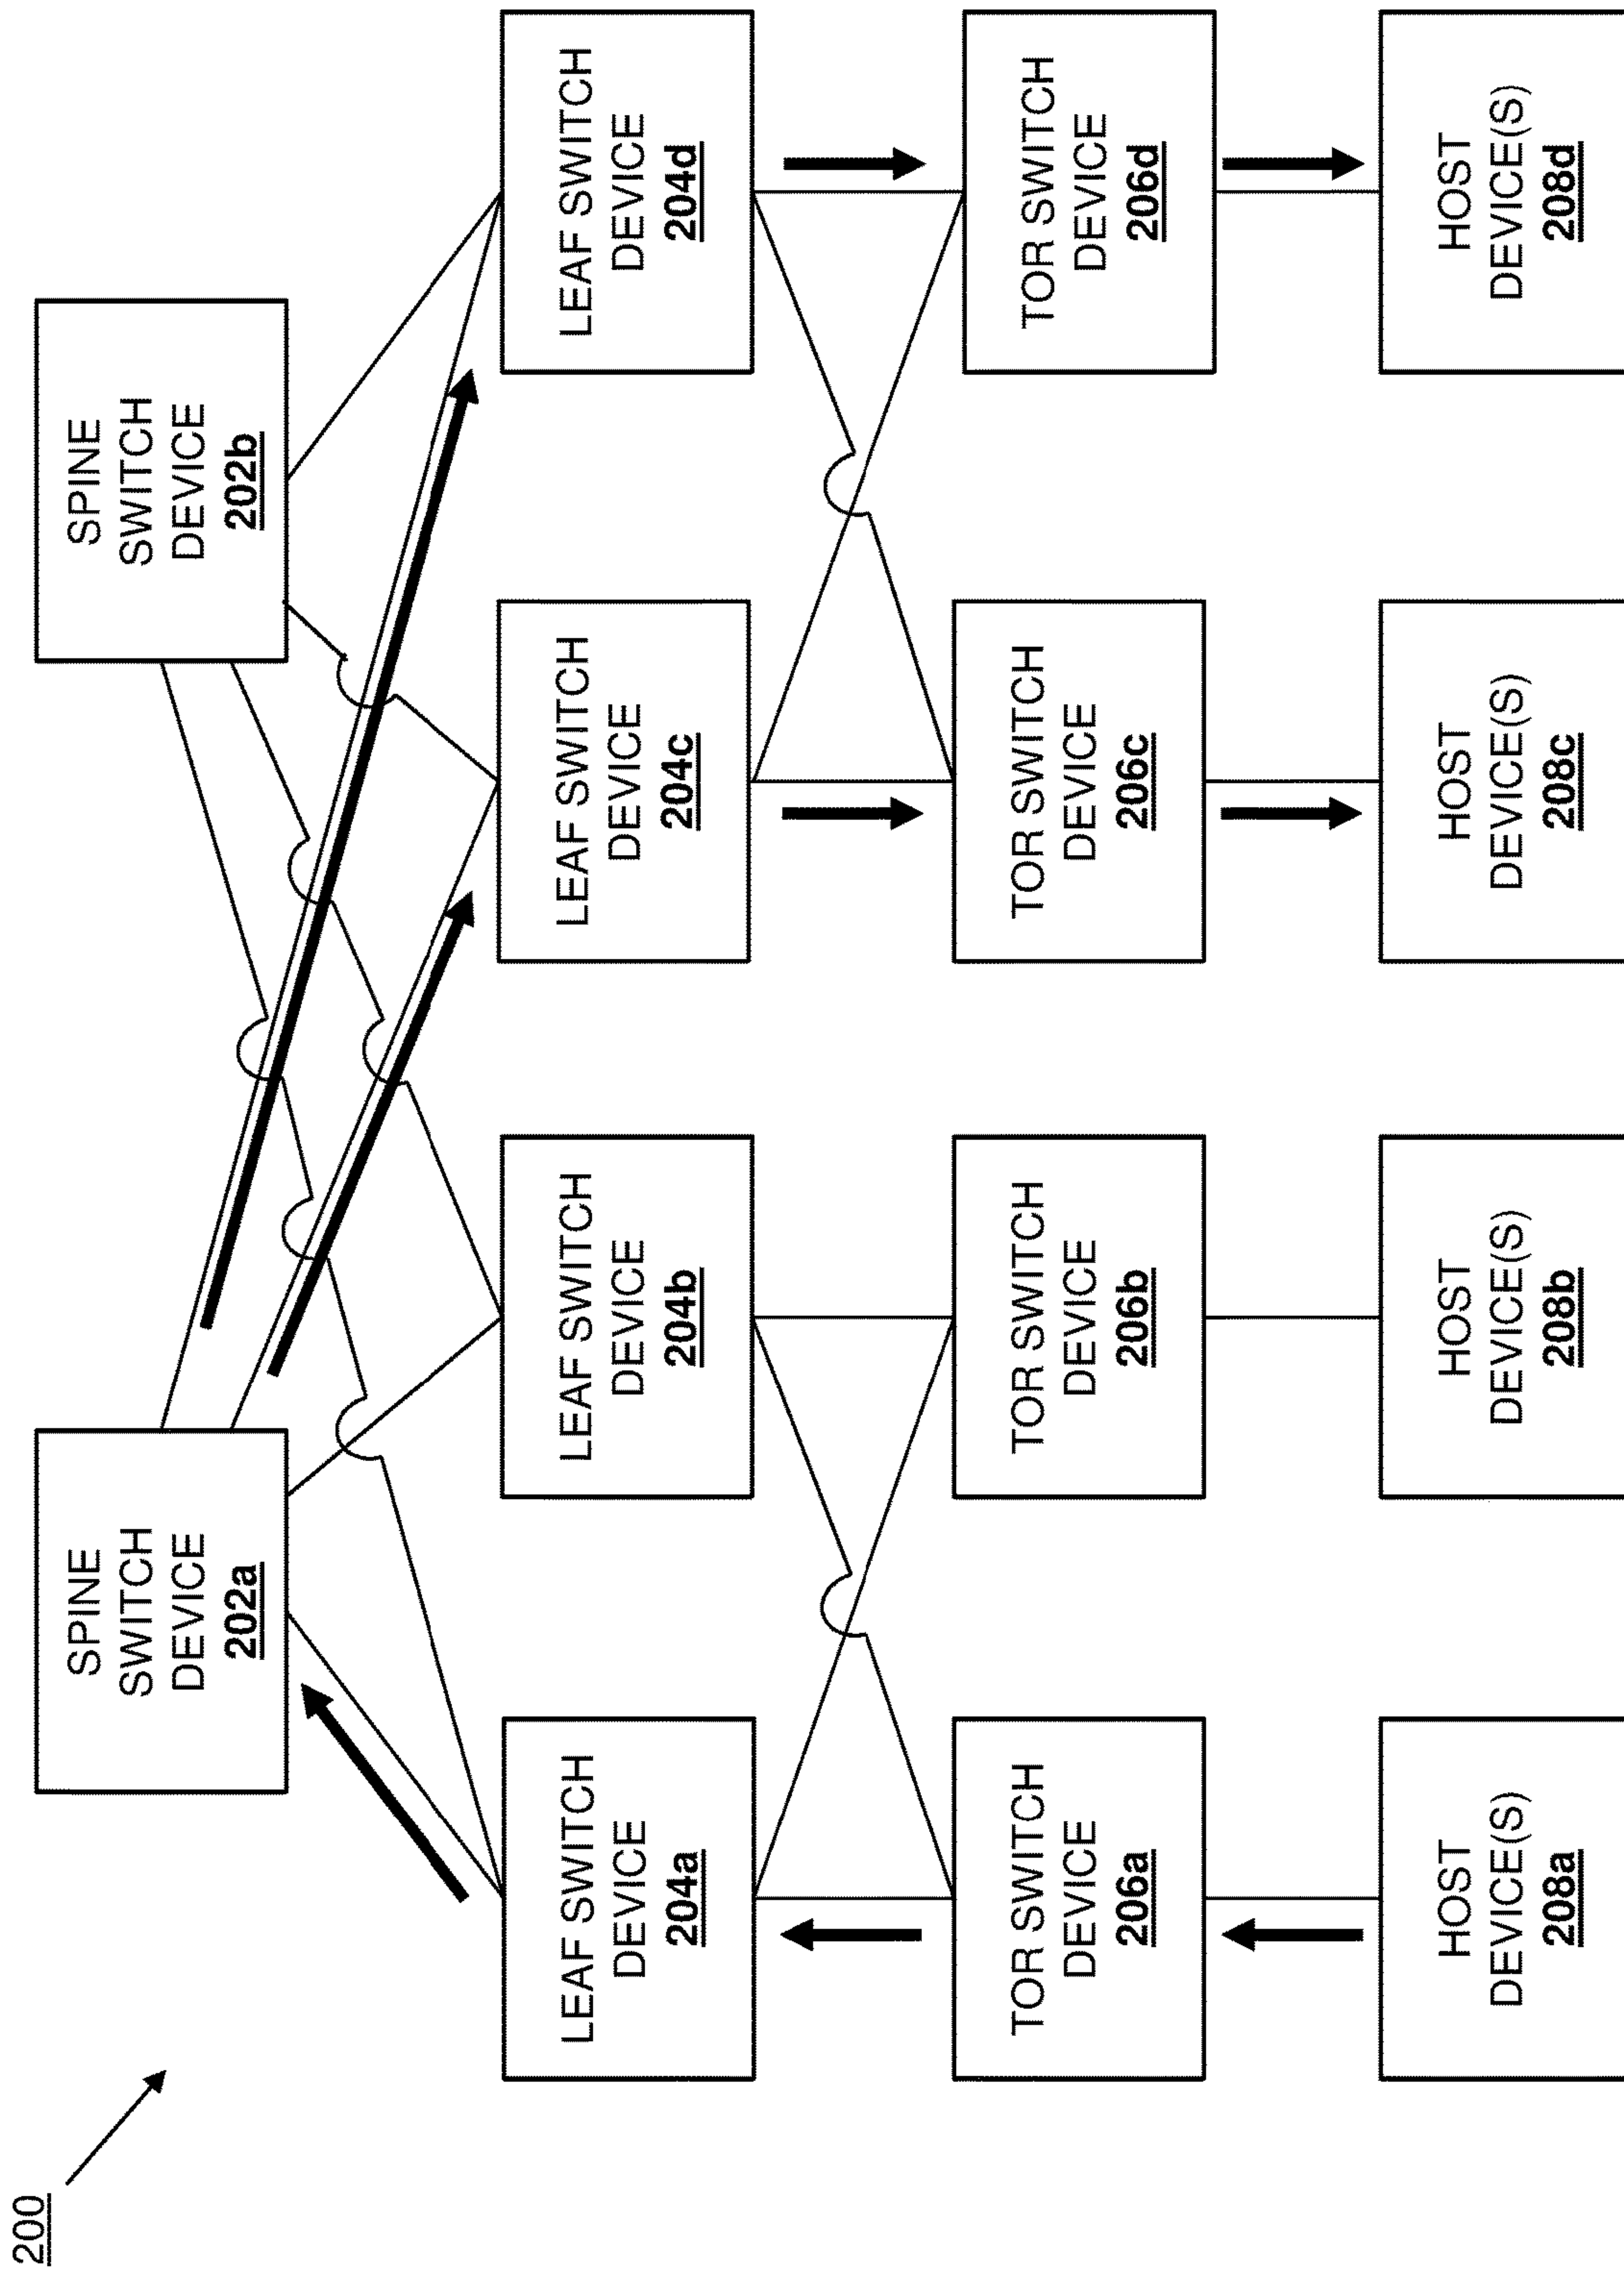 200
SPINE
SWITCH
DEVICE
202a
SPINE
SWITCH
DEVICE
202b
LEAF SWITCH
DEVICE
204a
LEAF SWITCH
DEVICE
204b
LEAF SWITCH
DEVICE
204c
LEAF SWITCH
DEVICE
204d
TOR SWITCH
DEVICE
206a
TOR SWITCH
DEVICE
206b
TOR SWITCH
DEVICE
206c
TOR SWITCH
DEVICE
206d
HOST
DEVICE(S)
208a
HOST
DEVICE(S)
208b
HOST
DEVICE(S)
208c
HOST
DEVICE(S)
208d